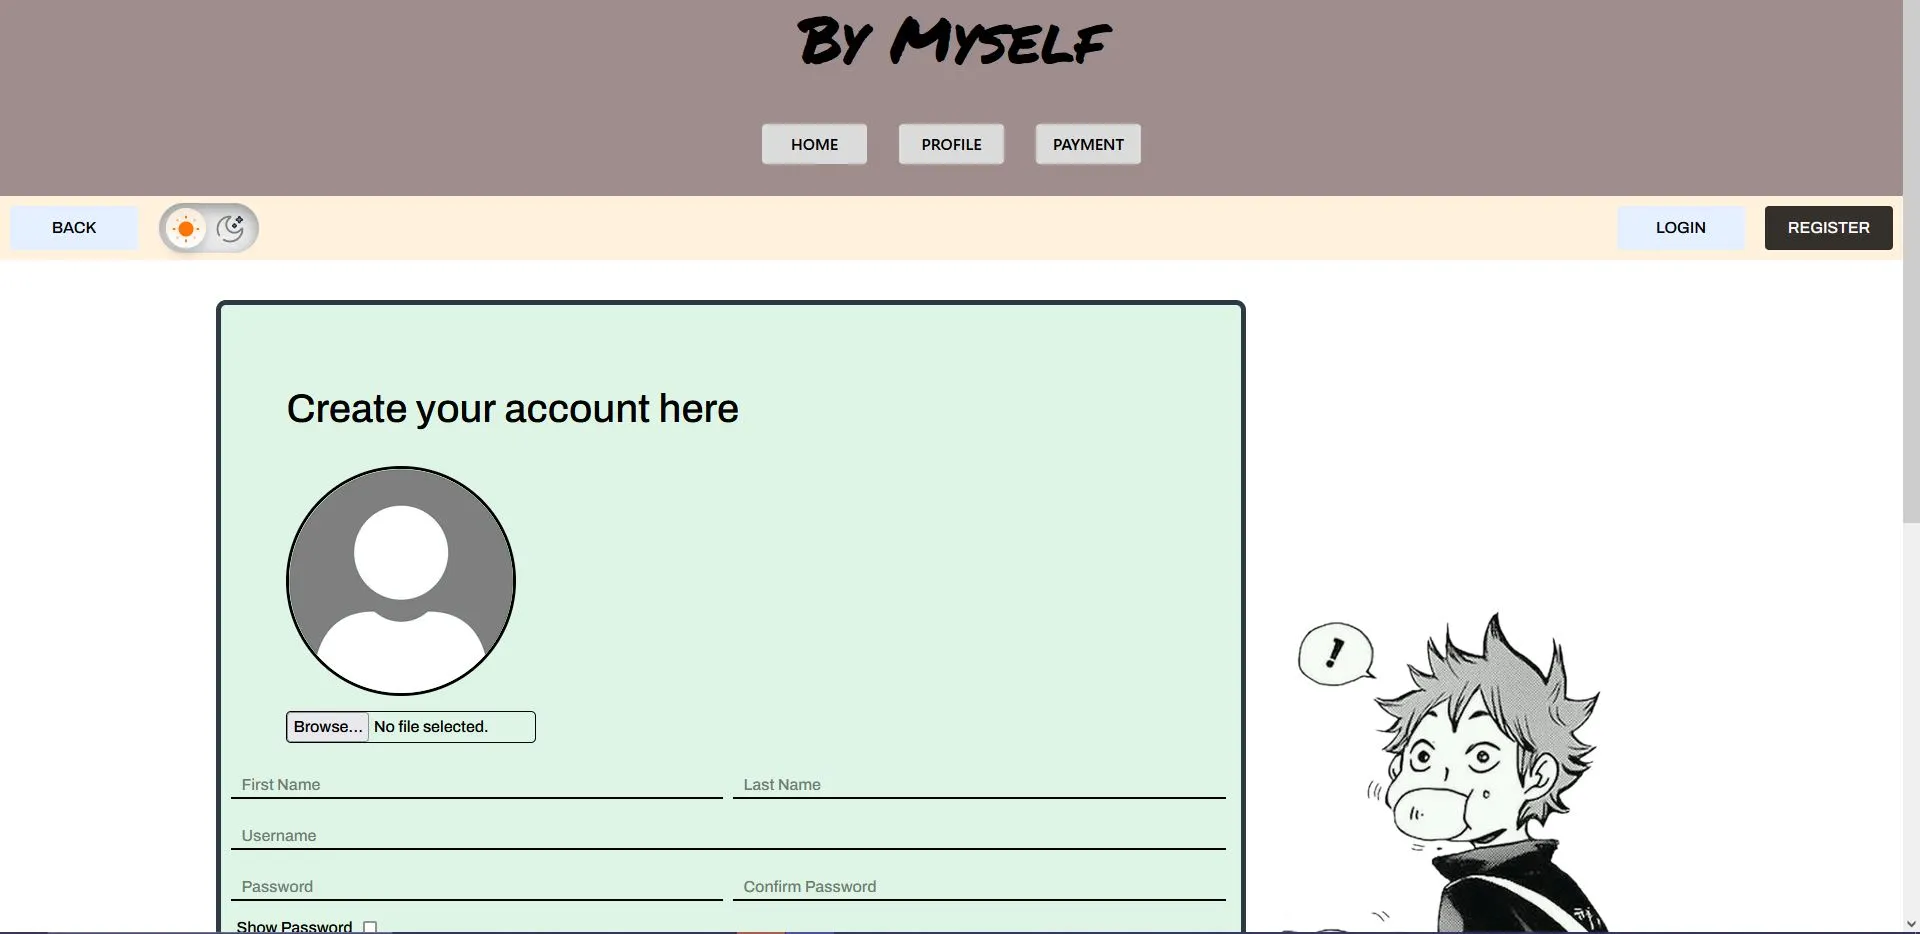 By Myself
HOME PROFILE PAYMENT
BACK LOGIN REGISTER
Create your account here
!
Browse... No file selected.
First Name Last Name
Username
Password Confirm Password
Show Password